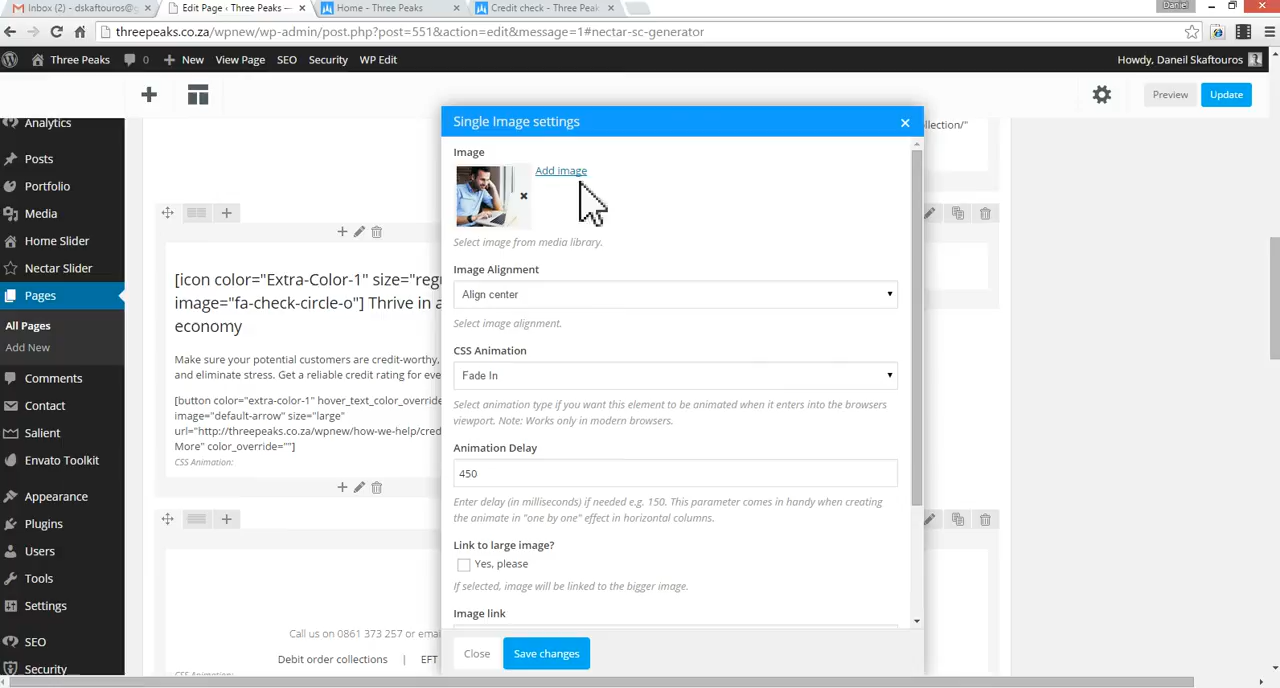 Inbox (2) - dskaftouros@
Edit Page ‹ Three Peaks —
Home - Three Peaks
Credit check - Three Peaks
Daniel
threepeaks.co.za/wpnew/wp-admin/post.php?post=551&action=edit&message=1#nectar-sc-generator
Three Peaks
0
New
View Page
SEO
Security
WP Edit
Howdy, Daneil Skaftouros
Preview
Update
Analytics
Posts
Portfolio
Media
Home Slider
Nectar Slider
Pages
All Pages
Add New
Comments
Contact
Salient
Envato Toolkit
Appearance
Plugins
Users
Tools
Settings
SEO
Security
ollection/"
[icon color="Extra-Color-1" size="regu
image="fa-check-circle-o"] Thrive in a
economy
Make sure your potential customers are credit-worthy,
and eliminate stress. Get a reliable credit rating for eve
[button color="extra-color-1" hover_text_color_override
image="default-arrow" size="large"
url="http://threepeaks.co.za/wpnew/how-we-help/cred
More" color_override=""]
CSS Animation:
Call us on 0861 373 257 or emai
Debit order collections | EFT
CSS Animation:
Single Image settings
Image
Add image
Select image from media library.
Image Alignment
Align center
Select image alignment.
CSS Animation
Fade In
Select animation type if you want this element to be animated when it enters into the browsers
viewport. Note: Works only in modern browsers.
Animation Delay
450
Enter delay (in milliseconds) if needed e.g. 150. This parameter comes in handy when creating
the animate in "one by one" effect in horizontal columns.
Link to large image?
Yes, please
If selected, image will be linked to the bigger image.
Image link
Close
Save changes